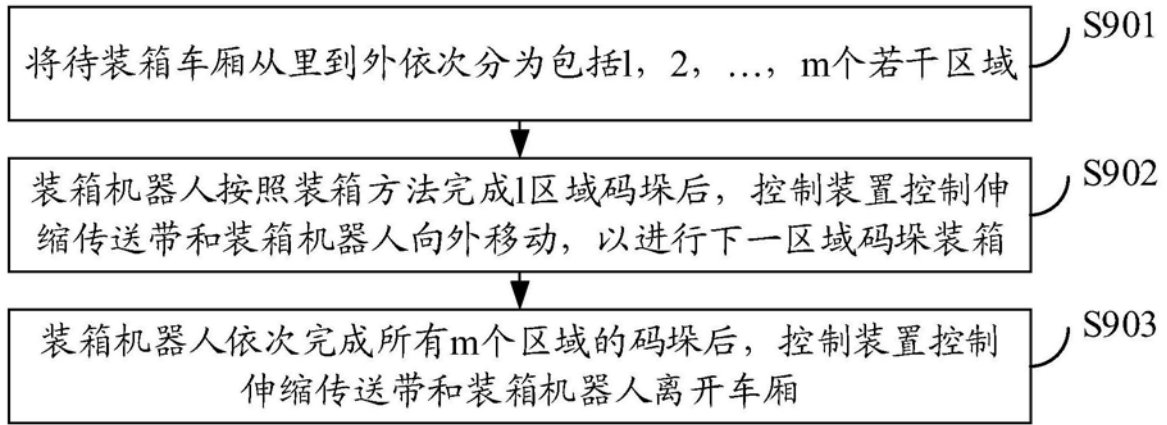 将待装箱车厢从里到外依次分为包括1，2，…，m个若干区域
S901
装箱机器人按照装箱方法完成1区域码垛后，控制装置控制伸
缩传送带和装箱机器人向外移动，以进行下一区域码垛装箱
S902
装箱机器人依次完成所有m个区域的码垛后，控制装置控制
伸缩传送带和装箱机器人离开车厢
S903